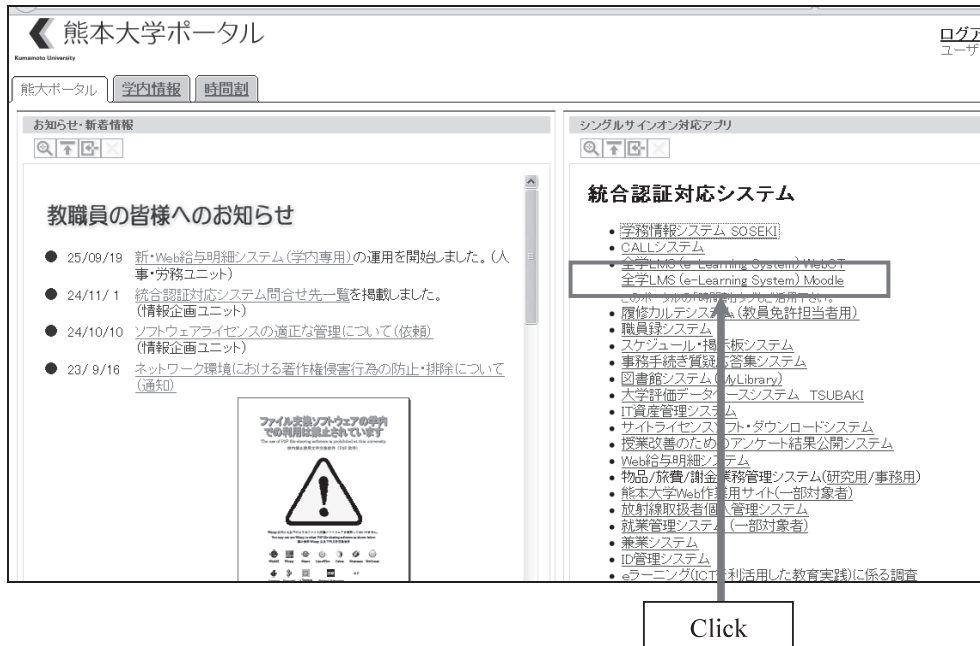 熊本大学ポータル
Kumamoto University
ログア
ユーザ
熊大ポータル 学内情報 時間割
お知らせ・新着情報
教職員の皆様へのお知らせ
● 25/09/19 新・Web給与明細システム(学内専用)の運用を開始しました。(人
事・労務ユニット)
● 24/11/ 1 統合認証対応システム問合せ先一覧を掲載しました。
(情報企画ユニット)
● 24/10/10 ソフトウェアライセンスの適正な管理について(依頼)
(情報企画ユニット)
● 23/ 9/16 ネットワーク環境における著作権侵害行為の防止・排除について
(通知)
ファイル交換ソフトウェアの学内
での利用は禁止されています
シングルサインオン対応アプリ
統合認証対応システム
• 学務情報システム SOSEKI
• CALLシステム
• 全学LMS (e-Learning System) WebCT
全学LMS (e-Learning System) Moodle
このポータルの「時間割」タブもご活用下さい。
• 履修カルテシステム(教員免許担当者用)
• 職員録システム
• スケジュール・掲示板システム
• 事務手続き質疑応答集システム
• 図書館システム(MyLibrary)
• 大学評価データベースシステム TSUBAKI
• IT資産管理システム
• サイトライセンスソフト・ダウンロードシステム
• 授業改善のためのアンケート結果公開システム
• Web給与明細システム
• 物品/旅費/謝金業務管理システム(研究用/事務用)
• 熊本大学Web作業用サイト(一部対象者)
• 放射線取扱者個人管理システム
• 就業管理システム (一部対象者)
• 兼業システム
• ID管理システム
• eラーニング(ICTを利活用した教育実践)に係る調査
Click